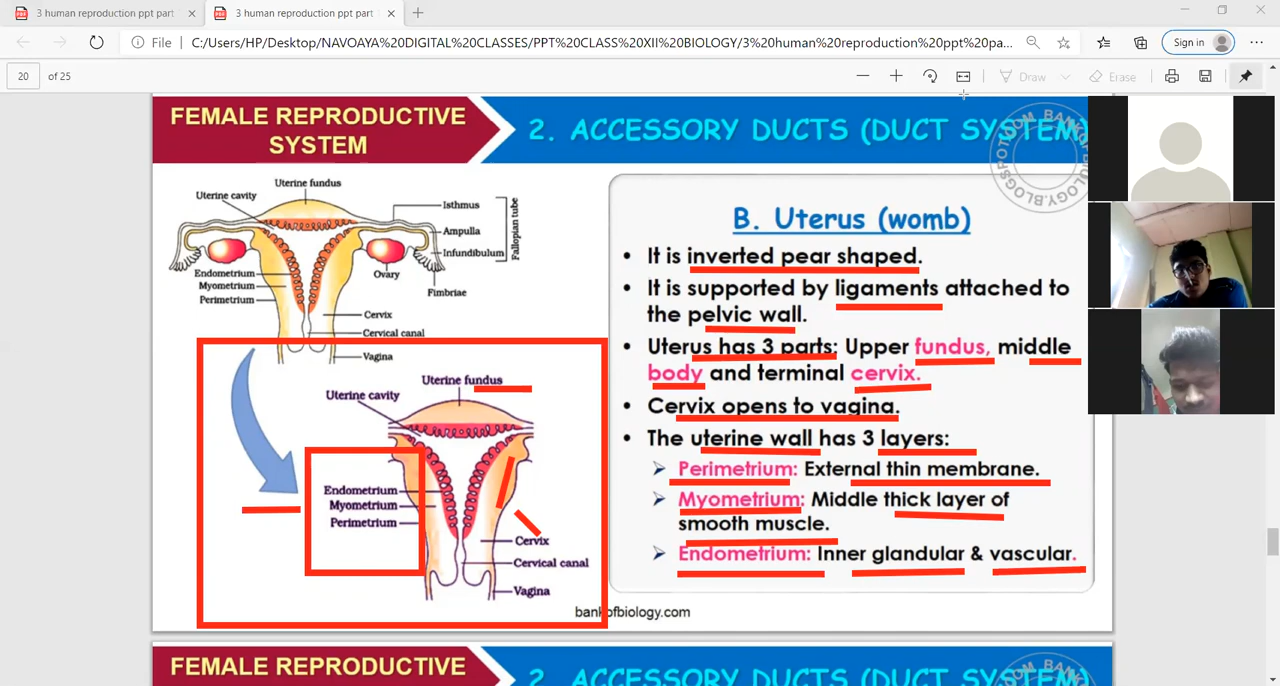 3 human reproduction ppt part
3 human reproduction ppt part
File
C:/Users/HP/Desktop/NAVOAYA%20DIGITAL%20CLASSES/PPT%20CLASS%20XII%20BIOLOGY/3%20human%20reproduction%20ppt%20pa...
Sign in
20 of 25
Draw
Erase
FEMALE REPRODUCTIVE
SYSTEM
2. ACCESSORY DUCTS (DUCT SYSTEM)
Uterine fundus
Uterine cavity
Isthmus
Ampulla
Infundibulum
Fallopian tube
Ovary
Fimbriae
Endometrium
Myometrium
Perimetrium
Cervix
Cervical canal
Vagina
Uterine fundus
Uterine cavity
Endometrium
Myometrium
Perimetrium
Cervix
Cervical canal
Vagina
B. Uterus (womb)
• It is inverted pear shaped.
• It is supported by ligaments attached to
the pelvic wall.
• Uterus has 3 parts: Upper fundus, middle
body and terminal cervix.
• Cervix opens to vagina.
• The uterine wall has 3 layers:
➢ Perimetrium: External thin membrane.
➢ Myometrium: Middle thick layer of
smooth muscle.
➢ Endometrium: Inner glandular & vascular.
bankofbiology.com
FEMALE REPRODUCTIVE
2. ACCESSORY DUCTS (DUCT SYSTEM)